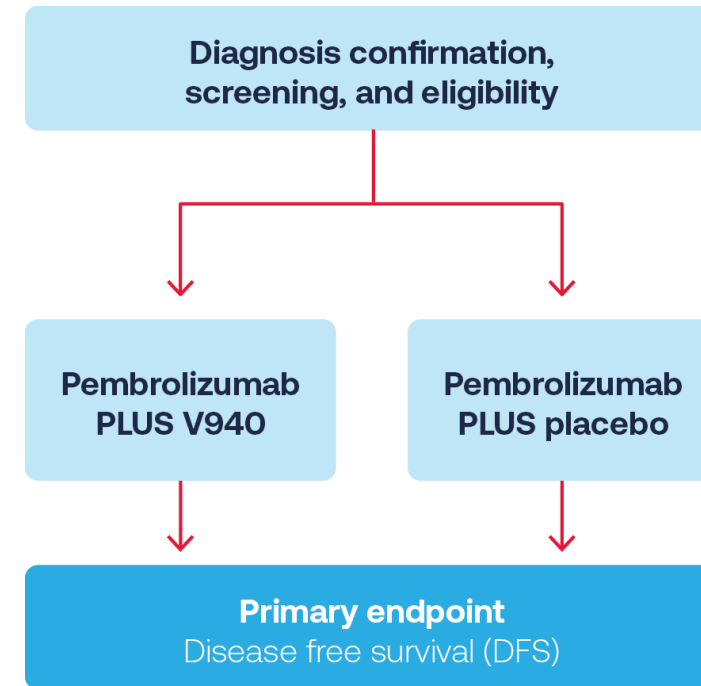 Diagnosis confirmation,
screening, and eligibility
Pembrolizumab
PLUS V940
Pembrolizumab
PLUS placebo
Primary endpoint
Disease free survival (DFS)